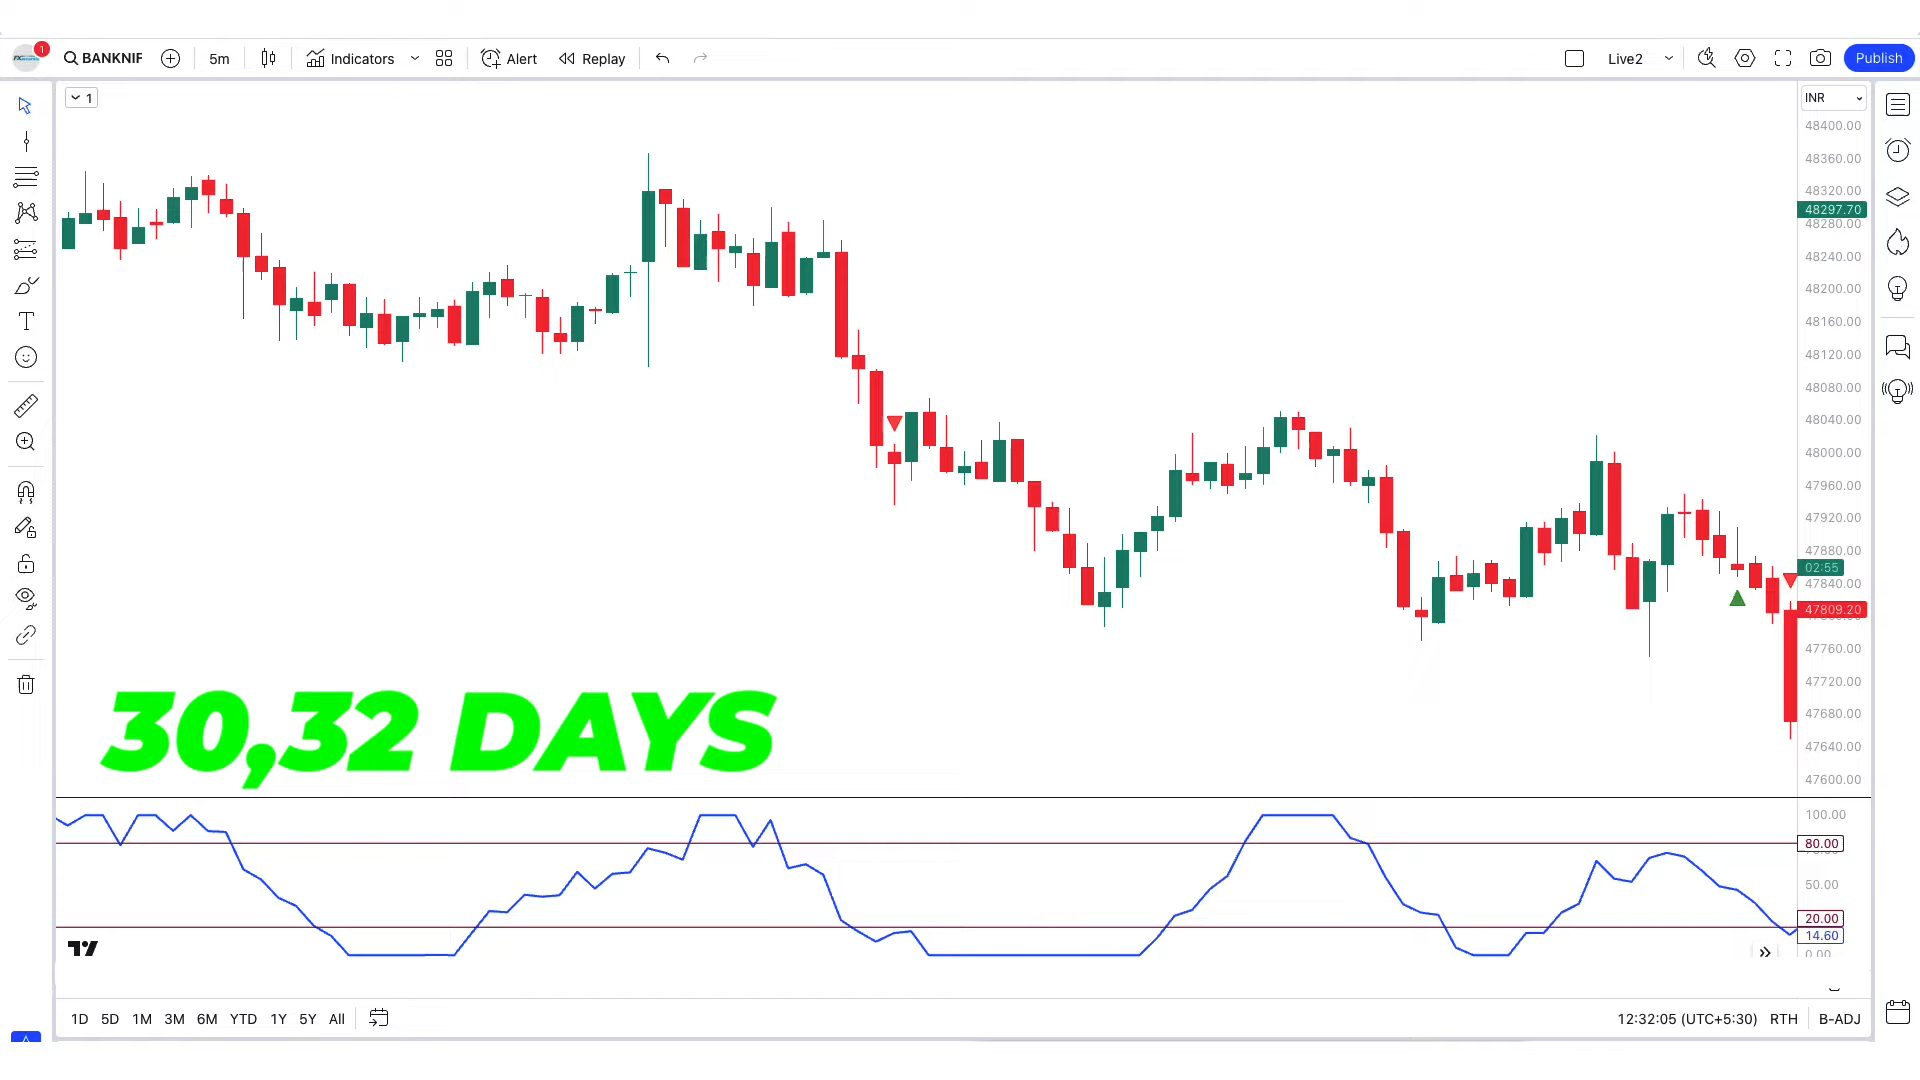 1
BANKNIF
5m
Indicators
Alert
Replay
Live2
Publish
1
INR
48400.00
48360.00
48320.00
48297.70
48280.00
48240.00
48200.00
48160.00
48120.00
48080.00
48040.00
48000.00
47960.00
47920.00
47880.00
02:55
47840.00
47809.20
47760.00
47720.00
47680.00
47640.00
47600.00
30,32 DAYS
100.00
80.00
50.00
20.00
14.60
0.00
1D 5D 1M 3M 6M YTD 1Y 5Y All
12:32:05 (UTC+5:30) RTH B-ADJ